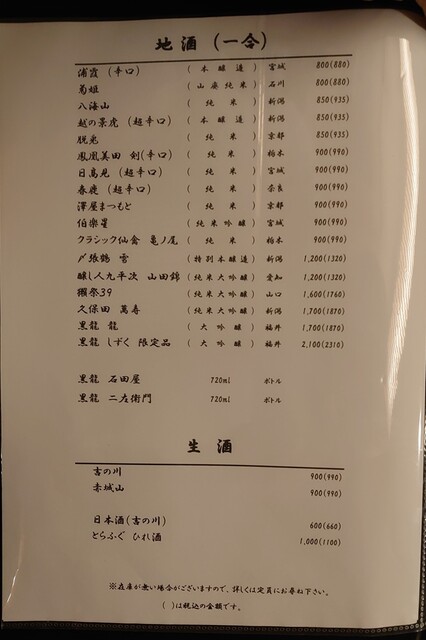 地酒（一合）
浦霞（辛口） （本醸造） 宮城 800(880)
菊姫 （山廃純米） 石川 800(880)
八海山 （純米） 新潟 850(935)
越の景虎（超辛口） （本醸造） 新潟 850(935)
脱兎 （純米） 京都 850(935)
鳳凰美田 剣(辛口) （純米） 栃木 900(990)
日高見（超辛口） （純米） 宮城 900(990)
春鹿（超辛口） （純米） 奈良 900(990)
澤屋まつもと （純米） 京都 900(990)
伯楽星 （純米吟醸） 宮城 900(990)
クラシック仙禽 亀ノ尾 （純米） 栃木 900(990)
〆張鶴 雪 （特別本醸造） 新潟 1,200(1320)
醸し人九平次 山田錦 （純米大吟醸） 愛知 1,200(1320)
獺祭39 （純米大吟醸） 山口 1,600(1760)
久保田 萬寿 （純米大吟醸） 新潟 1,700(1870)
黒龍 龍 （大吟醸） 福井 1,700(1870)
黒龍 しずく 限定品 （大吟醸） 福井 2,100(2310)
黒龍 石田屋 720ml ボトル
黒龍 二左衛門 720ml ボトル
生酒
吉の川 900(990)
赤城山 900(990)
日本酒(吉の川) 600(660)
とらふぐ ひれ酒 1,000(1100)
※在庫が無い場合がございますので、詳しくは定員にお尋ね下さい。
（ ）は税込の金額です。